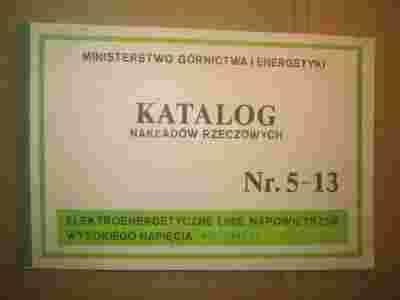 MINISTERSTWO GÓRNICTWA I ENERGETYKI
KATALOG
NAKŁADÓW RZECZOWYCH
Nr. 5-13
ELEKTROENERGETYCZNE LINIE NAPOWIETRZNE
WYSOKIEGO NAPIĘCIA